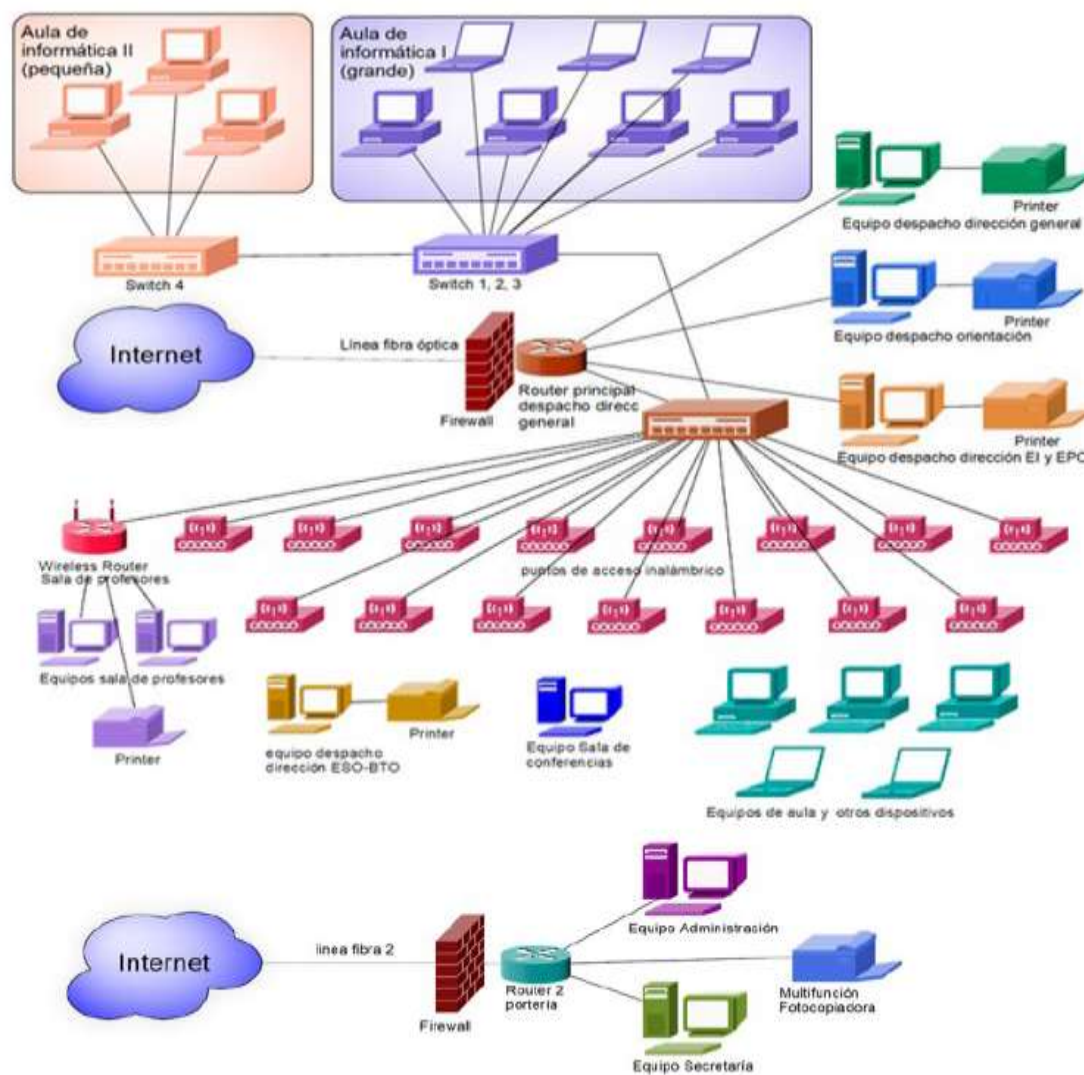 Aula de
informática II
(pequeña)
Aula de
informática I
(grande)
Printer
Equipo despacho dirección general
Switch 4
Switch 1, 2, 3
Printer
Equipo despacho orientación
Internet
Línea fibra óptica
Firewall
Router principal
despacho direcc
general
Printer
Equipo despacho dirección EI y EPO
Wireless Router
Sala de profesores
puntos de acceso inalámbrico
Equipos sala de profesores
Printer
equipo despacho
dirección ESO-BTO
Printer
Equipo Sala de
conferencias
Equipos de aula y otros dispositivos
Internet
linea fibra 2
Firewall
Router 2
portería
Equipo Administración
Multifunción
Fotocopiadora
Equipo Secretaría